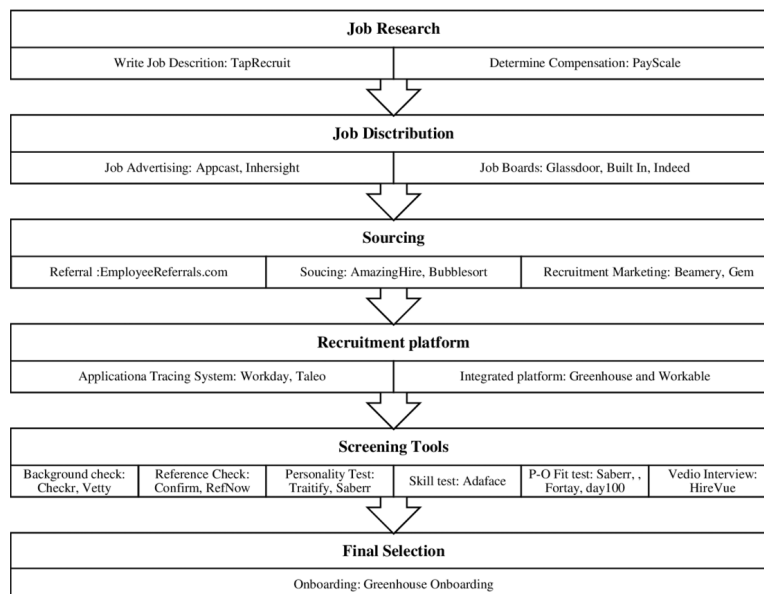 Job Research
Write Job Descrition: TapRecruit
Determine Compensation: PayScale
Job Disctribution
Job Advertising: Appcast, Inhersight
Job Boards: Glassdoor, Built In, Indeed
Sourcing
Referral :EmployeeReferrals.com
Soucing: AmazingHire, Bubblesort
Recruitment Marketing: Beamery, Gem
Recruitment platform
Applicationa Tracing System: Workday, Taleo
Integrated platform: Greenhouse and Workable
Screening Tools
Background check:
Checkr, Vetty
Reference Check:
Confirm, RefNow
Personality Test:
Traitify, Saberr
Skill test: Adaface
P-O Fit test: Saberr, ,
Fortay, day100
Vedio Interview:
HireVue
Final Selection
Onboarding: Greenhouse Onboarding